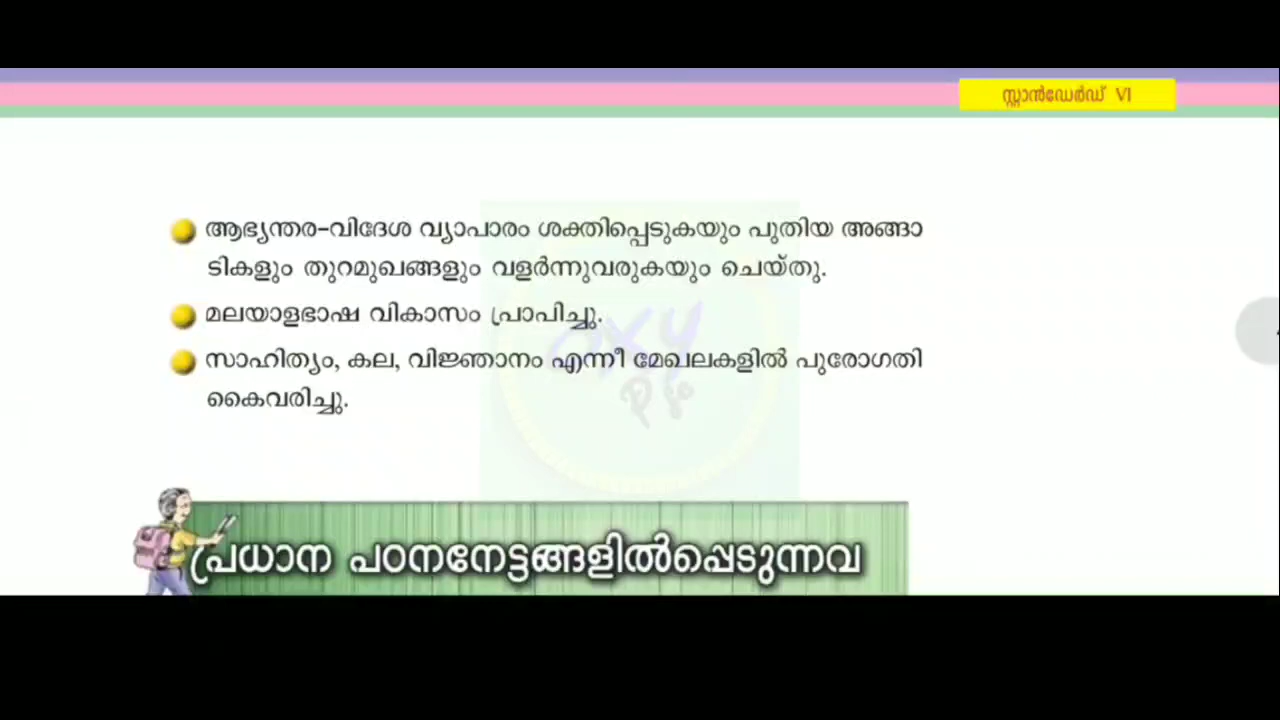 സ്റ്റാൻഡേർഡ് VI
ആഭ്യന്തര-വിദേശ വ്യാപാരം ശക്തിപ്പെടുകയും പുതിയ അങ്ങാ
ടികളും തുറമുഖങ്ങളും വളർന്നുവരുകയും ചെയ്തു.
മലയാളഭാഷ വികാസം പ്രാപിച്ചു.
സാഹിത്യം, കല, വിജ്ഞാനം എന്നീ മേഖലകളിൽ പുരോഗതി
കൈവരിച്ചു.
പ്രധാന പഠനനേട്ടങ്ങളിൽപ്പെടുന്നവ